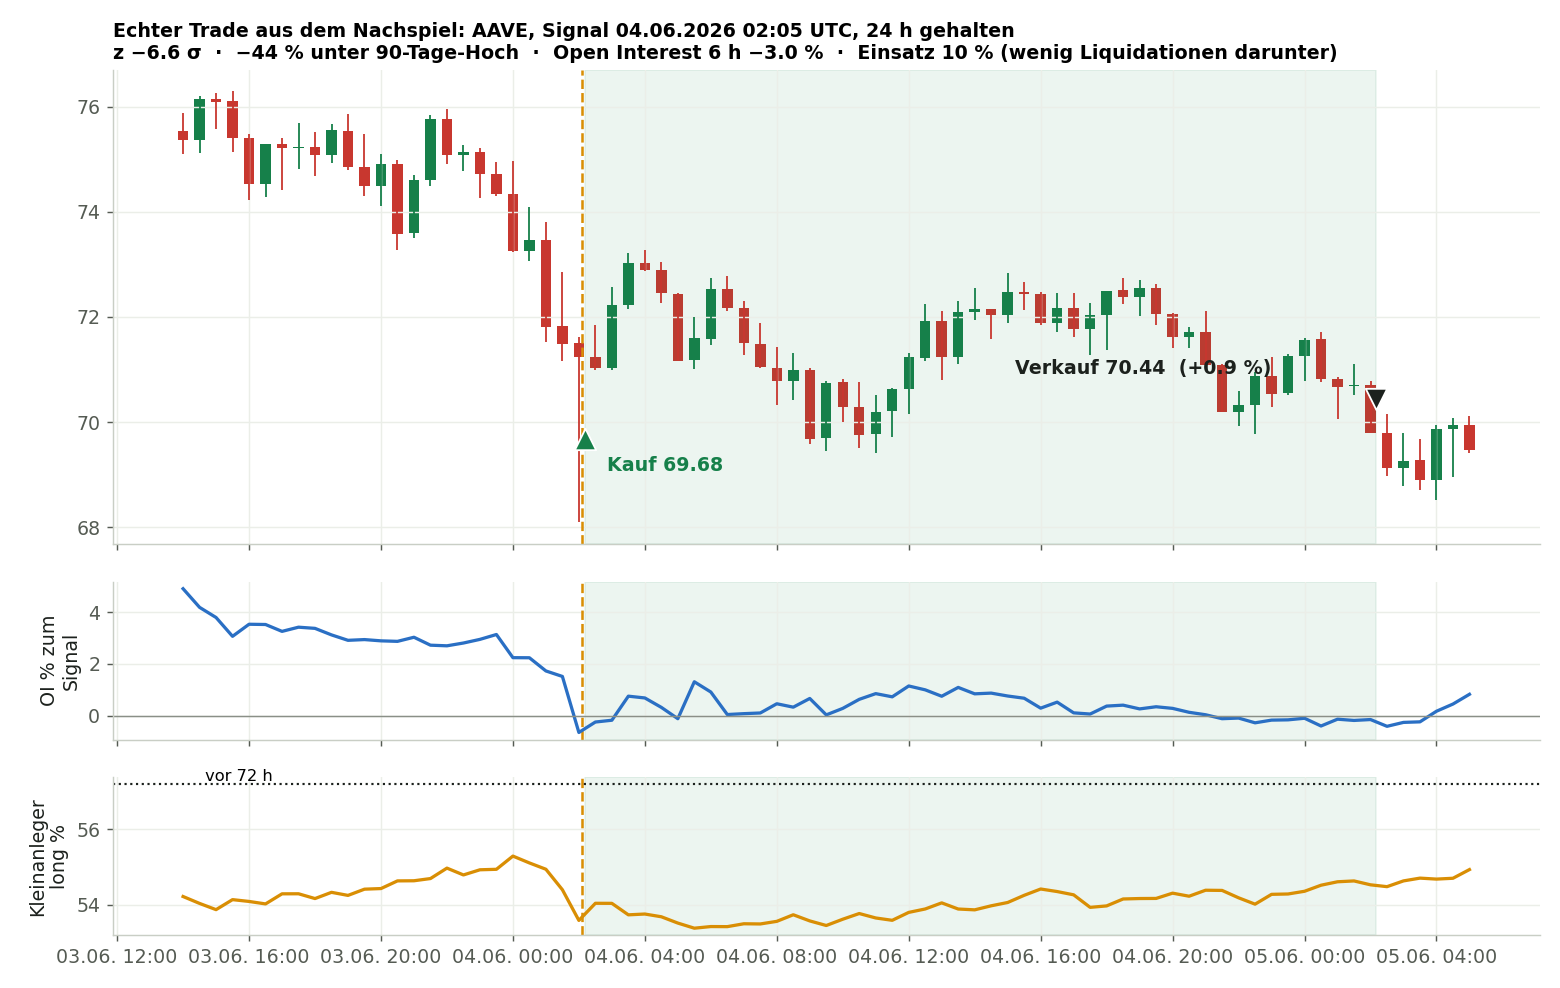 Echter Trade aus dem Nachspiel: AAVE, Signal 04.06.2026 02:05 UTC, 24 h gehalten
z −6.6 σ · −44 % unter 90-Tage-Hoch · Open Interest 6 h −3.0 % · Einsatz 10 % (wenig Liquidationen darunter)
76
74
72
70
68
Verkauf 70.44 (+0.9 %)
Kauf 69.68
OI % zum
Signal
4
2
0
vor 72 h
Kleinanleger
long %
56
54
03.06. 12:00 03.06. 16:00 03.06. 20:00 04.06. 00:00 04.06. 04:00 04.06. 08:00 04.06. 12:00 04.06. 16:00 04.06. 20:00 05.06. 00:00 05.06. 04:00